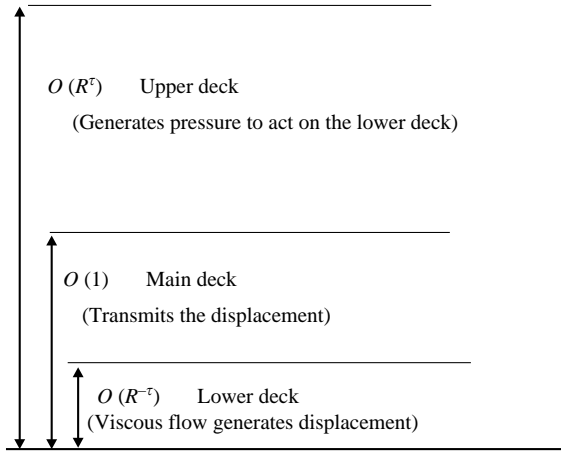 O (R^τ) Upper deck
(Generates pressure to act on the lower deck)
O (1) Main deck
(Transmits the displacement)
O (R^−τ) Lower deck
(Viscous flow generates displacement)